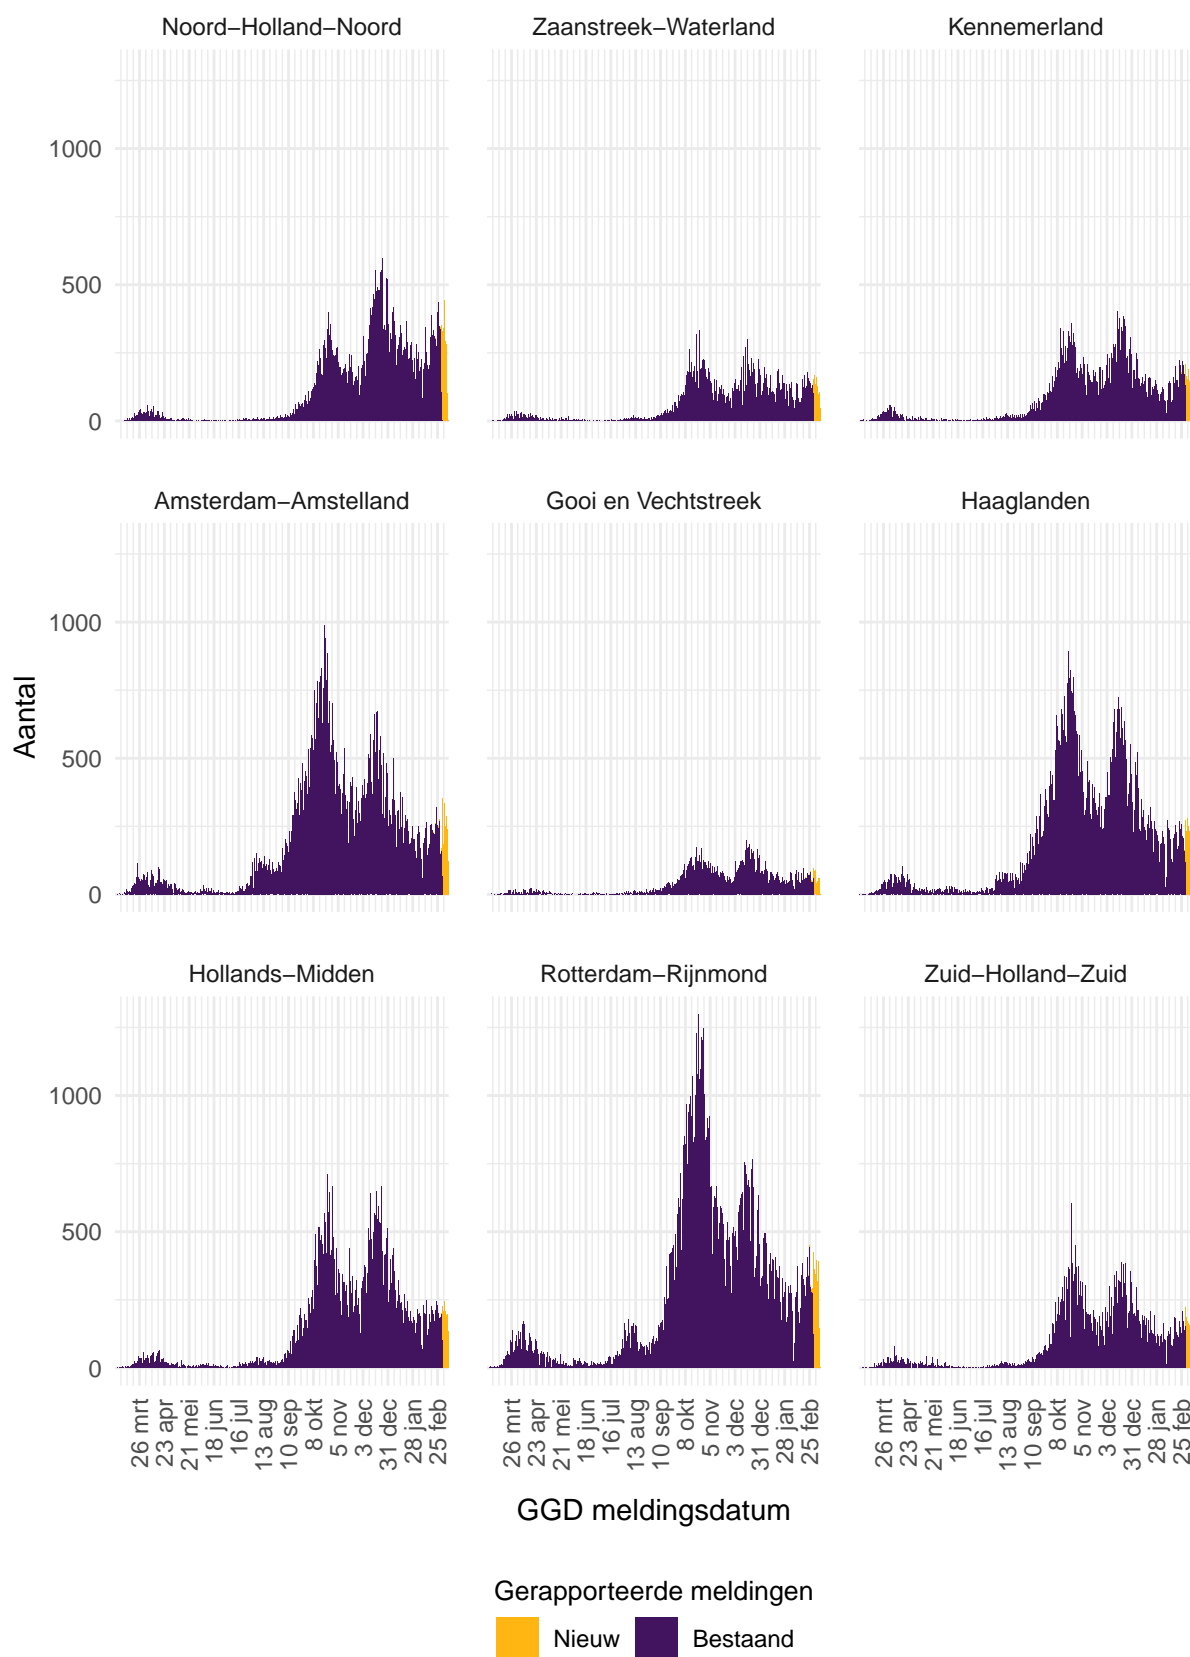 Noord−Holland−Noord Zaanstreek−Waterland Kennemerland
1000
500
0
Amsterdam−Amstelland Gooi en Vechtstreek Haaglanden
1000
500
0
Aantal
Hollands−Midden Rotterdam−Rijnmond Zuid−Holland−Zuid
1000
500
0
26 mrt 23 apr 21 mei 18 jun 16 jul 13 aug 10 sep 8 okt 5 nov 3 dec 31 dec 28 jan 25 feb 26 mrt 23 apr 21 mei 18 jun 16 jul 13 aug 10 sep 8 okt 5 nov 3 dec 31 dec 28 jan 25 feb 26 mrt 23 apr 21 mei 18 jun 16 jul 13 aug 10 sep 8 okt 5 nov 3 dec 31 dec 28 jan 25 feb
GGD meldingsdatum
Gerapporteerde meldingen
Nieuw Bestaand